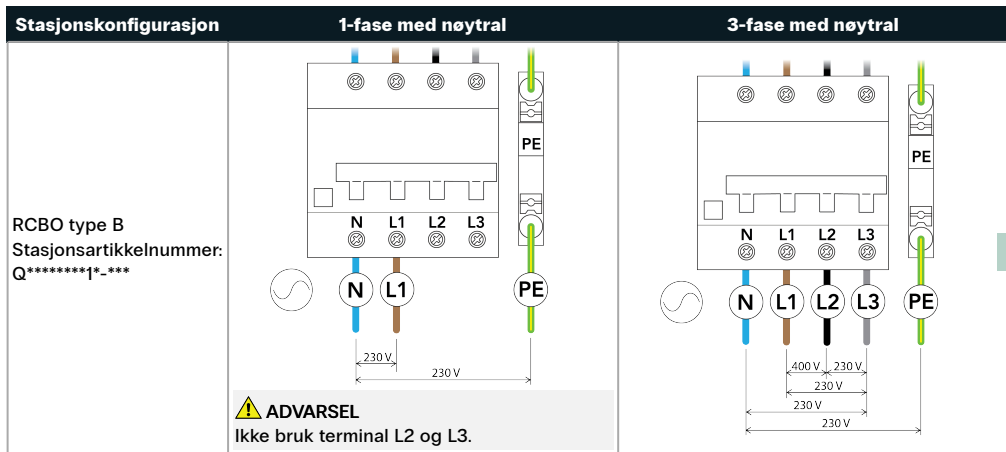 Stasjonskonfigurasjon
1-fase med nøytral
3-fase med nøytral
RCBO type B
Stasjonsartikkelnummer:
Q********1*-***
PE
N L1 L2 L3
N L1 PE
230 V
230 V
ADVARSEL
Ikke bruk terminal L2 og L3.
PE
N L1 L2 L3
N L1 L2 L3 PE
400 V 230 V
230 V
230 V
230 V